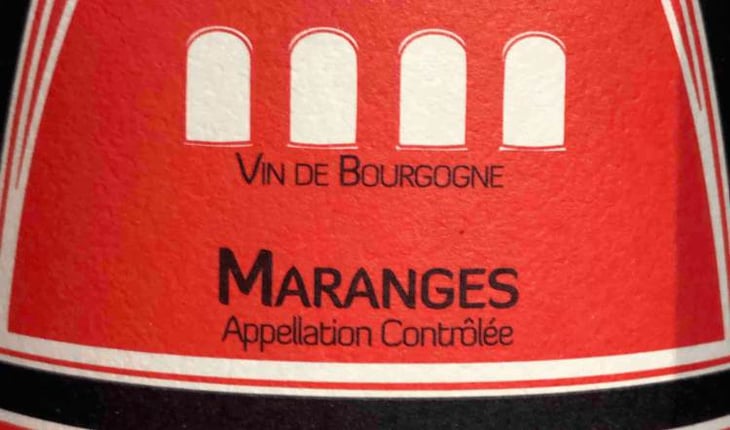 Vin de Bourgogne
Maranges
Appellation Contrôlée